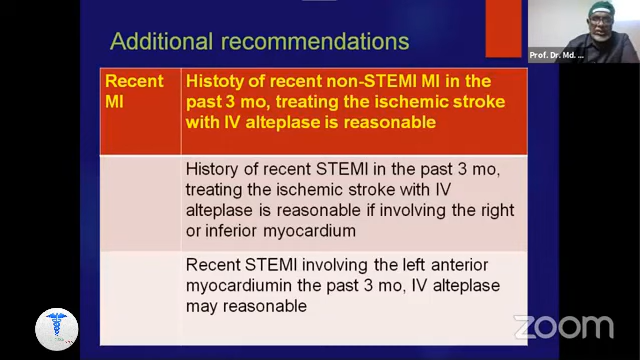 Additional recommendations
Prof. Dr. Md. ...
Recent
MI
Histoty of recent non-STEMI MI in the
past 3 mo, treating the ischemic stroke
with IV alteplase is reasonable
History of recent STEMI in the past 3 mo,
treating the ischemic stroke with IV
alteplase is reasonable if involving the right
or inferior myocardium
Recent STEMI involving the left anterior
myocardiumin the past 3 mo, IV alteplase
may reasonable
zoom